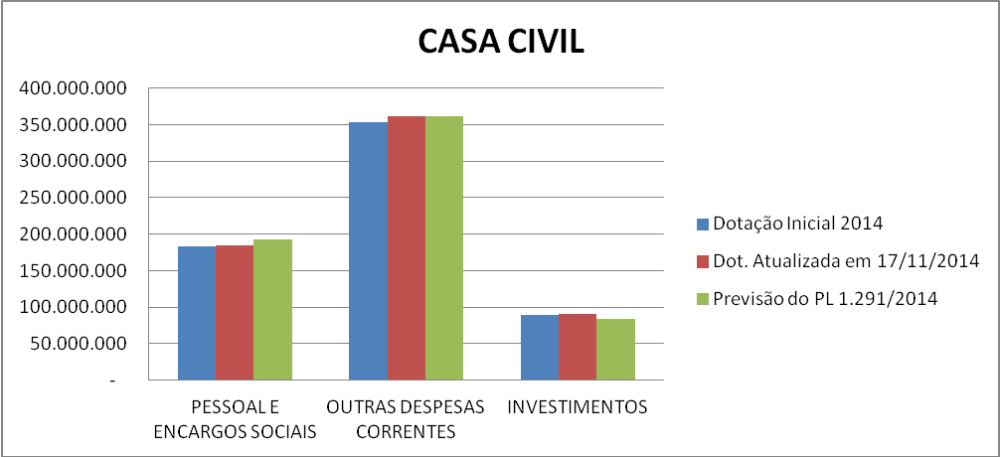 CASA CIVIL
400.000.000
350.000.000
300.000.000
250.000.000
200.000.000
150.000.000
100.000.000
50.000.000
-
PESSOAL E
ENCARGOS SOCIAIS
OUTRAS DESPESAS
CORRENTES
INVESTIMENTOS
Dotação Inicial 2014
Dot. Atualizada em 17/11/2014
Previsão do PL 1.291/2014